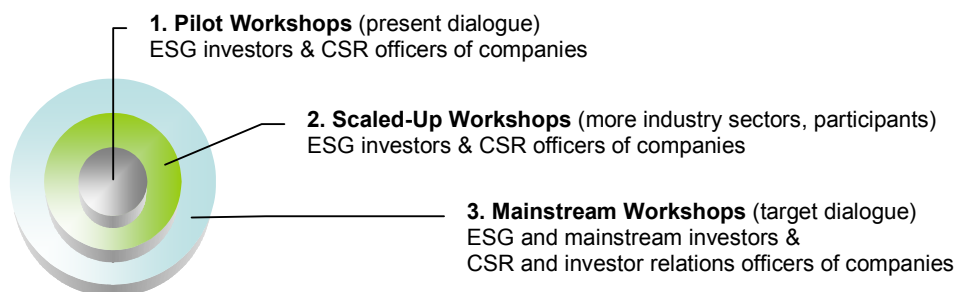 1. Pilot Workshops (present dialogue)
ESG investors & CSR officers of companies
2. Scaled-Up Workshops (more industry sectors, participants)
ESG investors & CSR officers of companies
3. Mainstream Workshops (target dialogue)
ESG and mainstream investors &
CSR and investor relations officers of companies